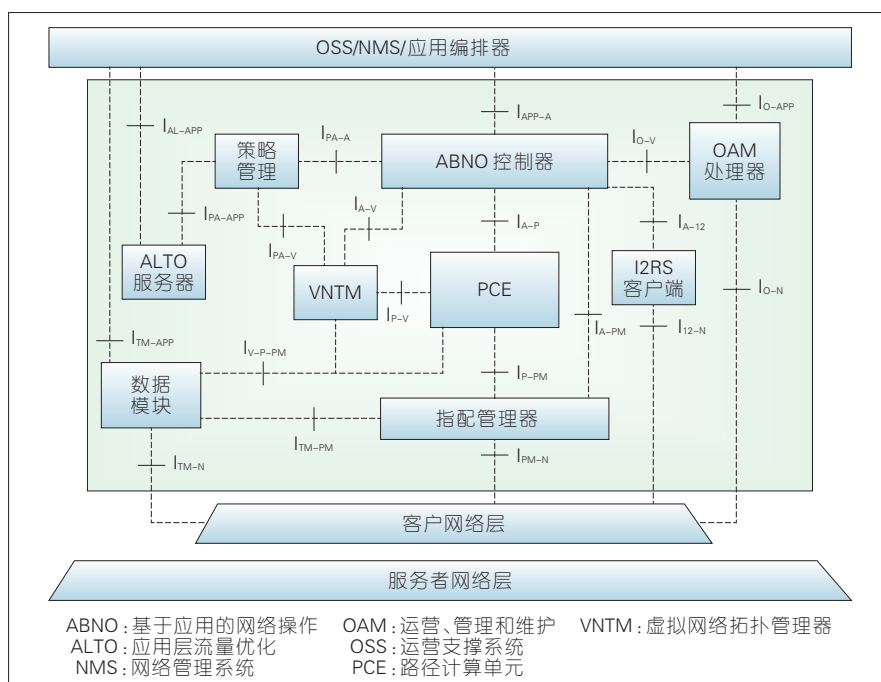 OSS/NMS/应用编排器
I_AL-APP
I_APP-A
I_O-APP
策略
管理
I_PA-A
ABNO 控制器
I_O-V
OAM
处理器
I_PA-APP
I_A-V
I_A-P
I_A-12
I_PA-V
ALTO
服务器
VNTM
I_P-V
PCE
I2RS
客户端
I_O-N
I_TM-APP
I_V-P-PM
I_A-PM
I_12-N
I_P-PM
数据
模块
指配管理器
I_TM-PM
I_TM-N
I_PM-N
客户网络层
服务者网络层
ABNO:基于应用的网络操作 OAM:运营、管理和维护 VNTM:虚拟网络拓扑管理器
ALTO:应用层流量优化 OSS:运营支撑系统
NMS:网络管理系统 PCE:路径计算单元